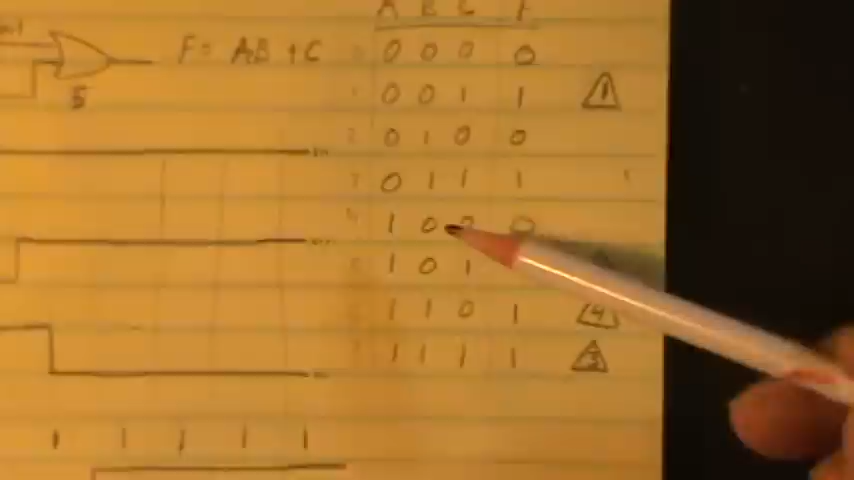 A B C F
F = AB + C
0 0 0 0
5
0 0 1 1 1
0 1 0 0
0 1 1 1
1 0 0 0
1 0 1
1 1 0 1 4
1 1 1 1 3